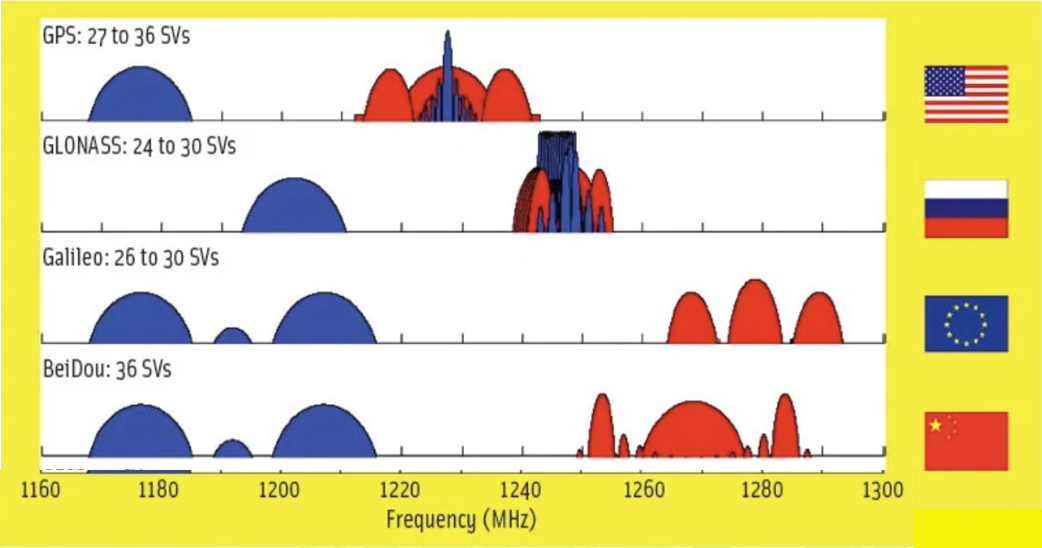 GPS: 27 to 36 SVs
GLONASS: 24 to 30 SVs
Galileo: 26 to 30 SVs
BeiDou: 36 SVs
1160 1180 1200 1220 1240 1260 1280 1300
Frequency (MHz)